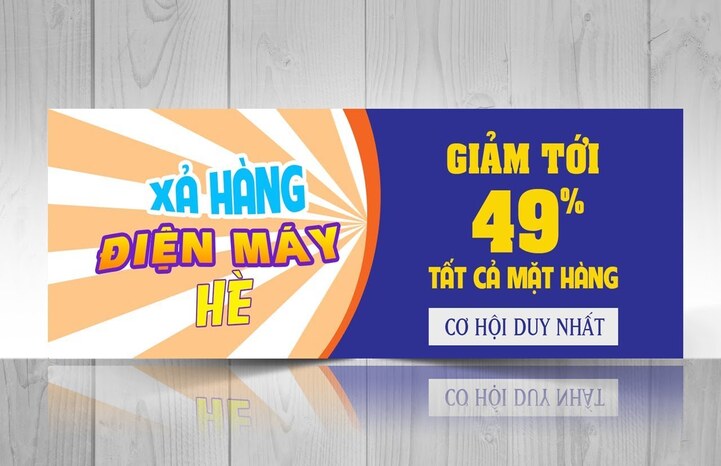 XẢ HÀNG
ĐIỆN MÁY
HÈ
GIẢM TỚI
49%
TẤT CẢ MẶT HÀNG
CƠ HỘI DUY NHẤT